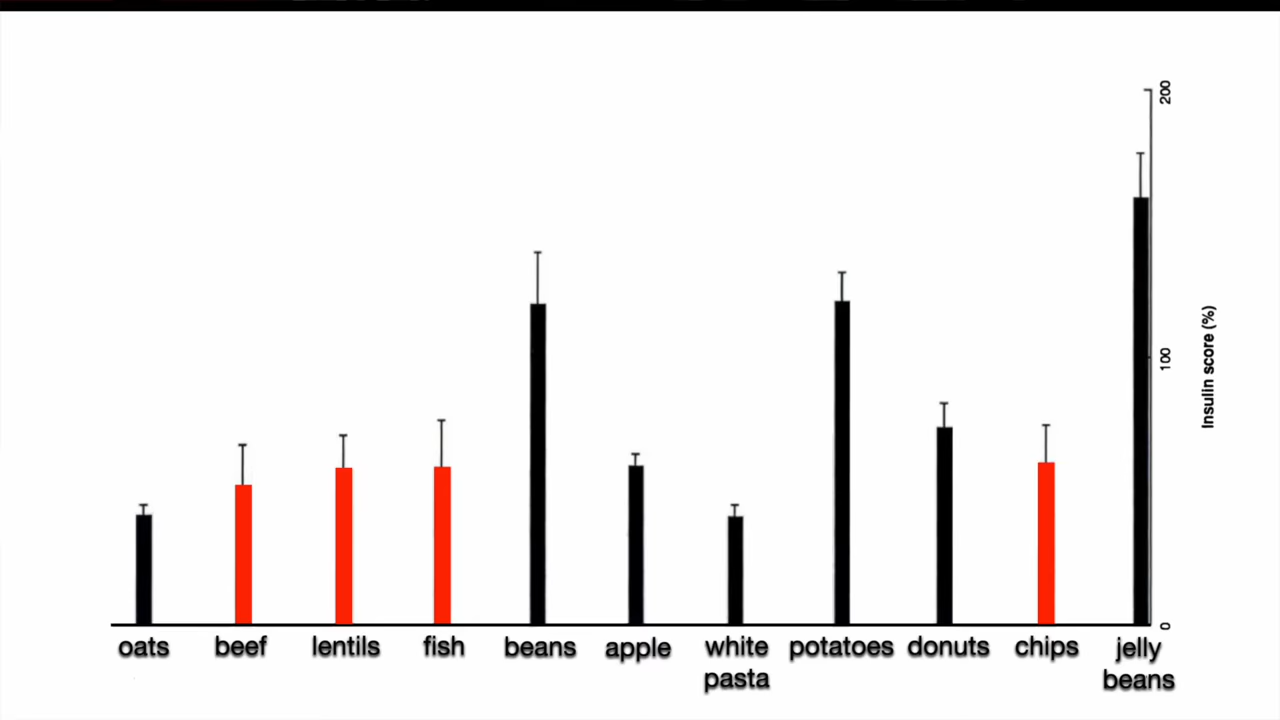 200
100
0
Insulin score (%)
oats
beef
lentils
fish
beans
apple
white
pasta
potatoes
donuts
chips
jelly
beans